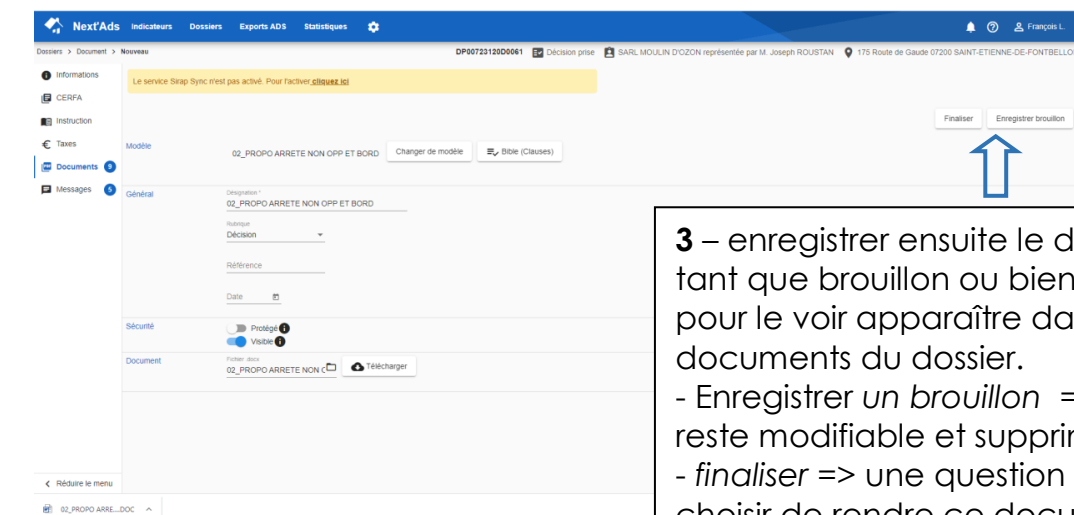 Next'Ads Indicateurs Dossiers Exports ADS Statistiques François L.
Dossiers > Document > Nouveau
DP00723120D0061 Décision prise SARL MOULIN D'OZON représentée par M. Joseph ROUSTAN 175 Route de Gaude 07200 SAINT-ETIENNE-DE-FONTBELLO
Informations
Le service Sirap Sync n'est pas activé. Pour l'activer cliquez ici
CERFA
Instruction
Finaliser Enregistrer brouillon
Taxes
Modèle
02_PROPO ARRETE NON OPP ET BORD Changer de modèle Bible (Clauses)
Documents 9
Messages 5
Général
Désignation *
02_PROPO ARRETE NON OPP ET BORD
Rubrique
Décision
Référence
Date
Sécurité
Protégé
Visible
Document
Fichier .docx
02_PROPO ARRETE NON C Télécharger
Réduire le menu
02_PROPO ARRE....DOC
3 – enregistrer ensuite le d
tant que brouillon ou bien
pour le voir apparaître da
documents du dossier.
- Enregistrer un brouillon =
reste modifiable et supprin
- finaliser => une question
choisir de rendre ce docu